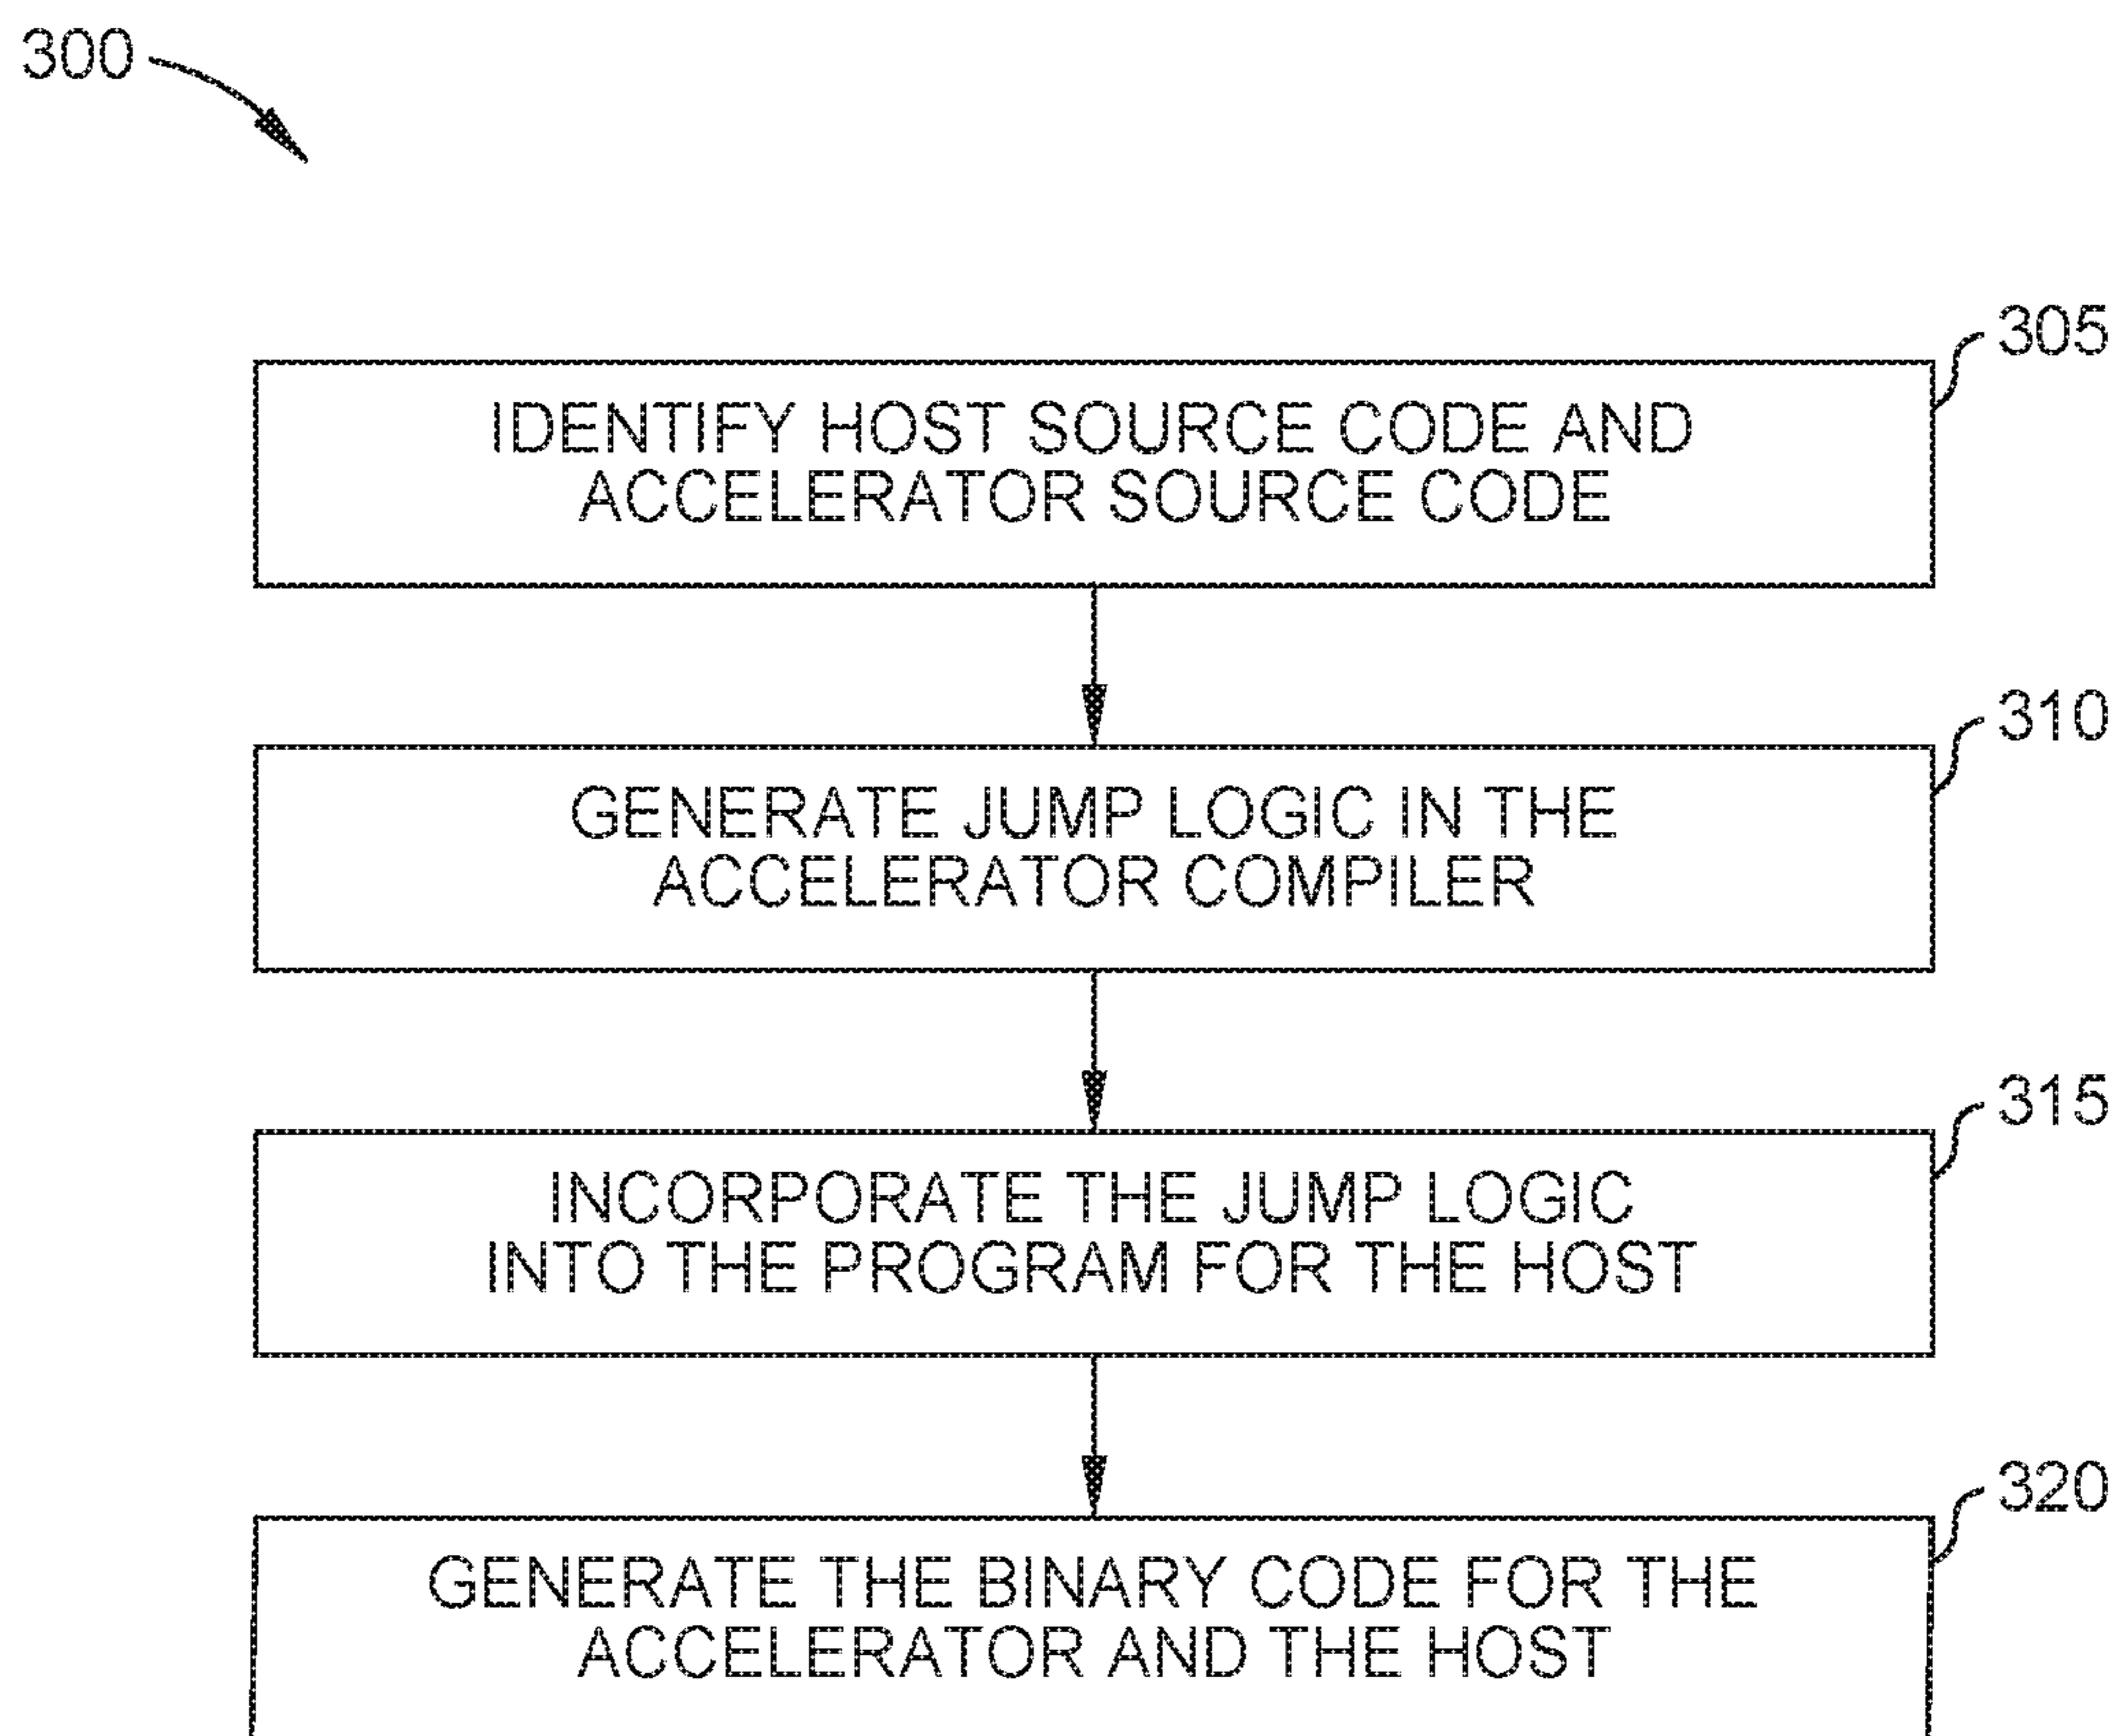 300
305
IDENTIFY HOST SOURCE CODE AND
ACCELERATOR SOURCE CODE
310
GENERATE JUMP LOGIC IN THE
ACCELERATOR COMPILER
315
INCORPORATE THE JUMP LOGIC
INTO THE PROGRAM FOR THE HOST
320
GENERATE THE BINARY CODE FOR THE
ACCELERATOR AND THE HOST